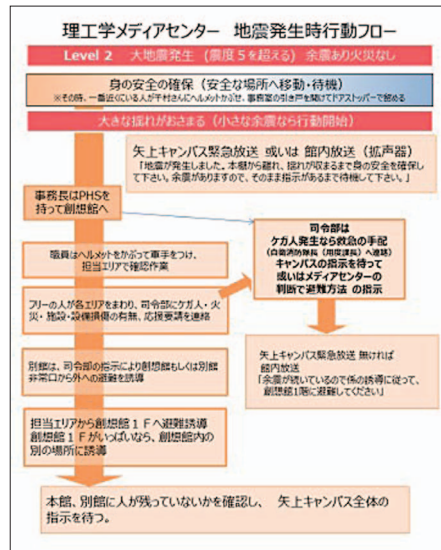 理工学メディアセンター　地震発生時行動フロー
Level 2　大地震発生（震度５を超える）余震あり火災なし
身の安全の確保（安全な場所へ移動・待機）
※その時、一番近くにいる人が平村さんへヘルメットかぶせ、事務室の引き戸を開けてドアストッパーで留める
大きな揺れがおさまる（小さな余震なら行動開始）
矢上キャンパス緊急放送 或いは 館内放送（拡声器）
「地震が発生しました。本棚から離れ、揺れが収まるまで身の安全を確保し
て下さい。余震がありますので、そのまま指示があるまで待機して下さい。」
事務長はPHSを
持って創想館へ
職員はヘルメットをかぶって軍手をつけ、
担当エリアで確認作業
フリーの人が各エリアをまわり、司令部にケガ人・火
災・施設・設備損傷の有無、応援要請を連絡
司令部は
ケガ人発生なら救急の手配
（自衛消防隊長（用度課長）へ連絡）
キャンパスの指示を待って
或いはメディアセンターの
判断で避難方法 の指示
別館は、司令部の指示により創想館もしくは別館
非常口から外への避難を誘導
矢上キャンパス緊急放送 無ければ
館内放送
「余震が続いているので係の誘導に従って、
創想館1階に避難してください」
担当エリアから創想館１Ｆへ避難誘導
創想館１Ｆがいっぱいなら、創想館内の
別の場所に誘導
本館、別館に人が残っていないかを確認し、　矢上キャンパス全体の
指示を待つ。